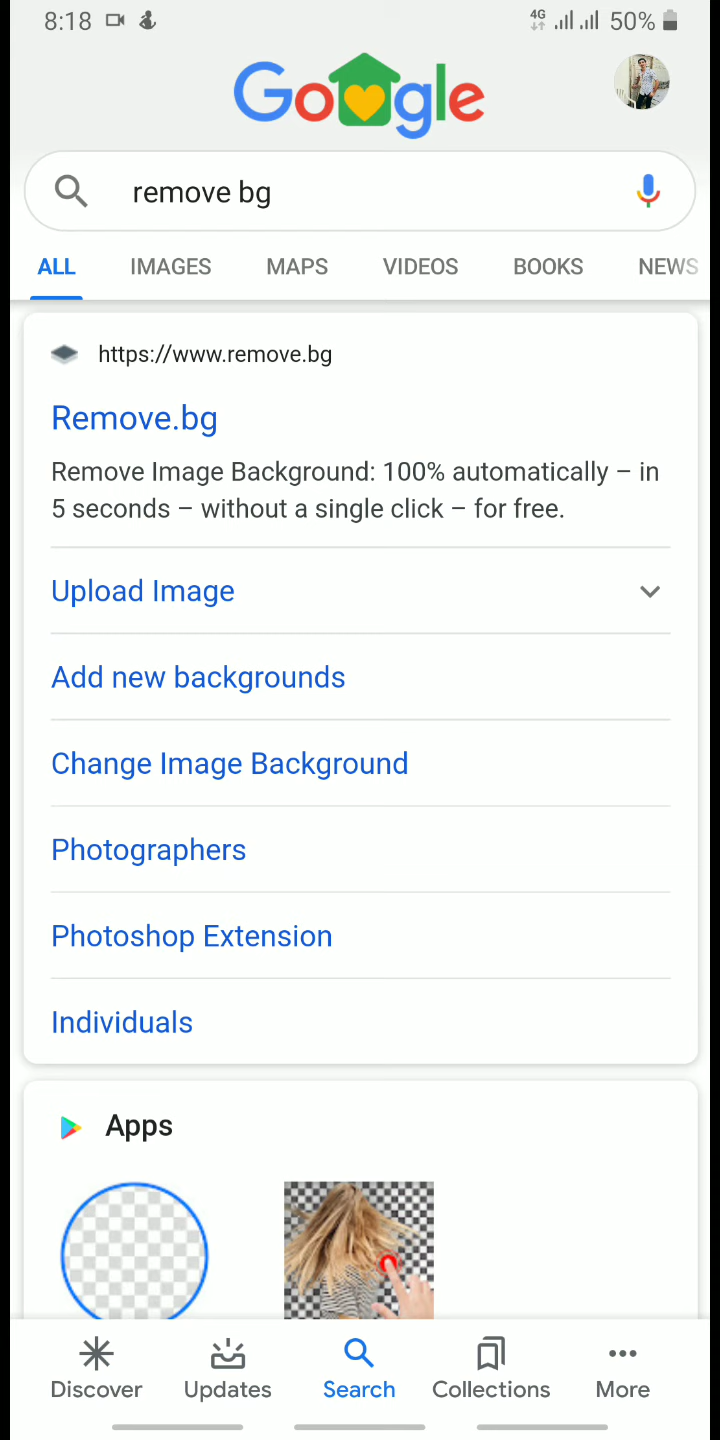 8:18 4G 50%
Google
remove bg
ALL IMAGES MAPS VIDEOS BOOKS NEWS
https://www.remove.bg
Remove.bg
Remove Image Background: 100% automatically – in
5 seconds – without a single click – for free.
Upload Image
Add new backgrounds
Change Image Background
Photographers
Photoshop Extension
Individuals
Apps
Discover Updates Search Collections More